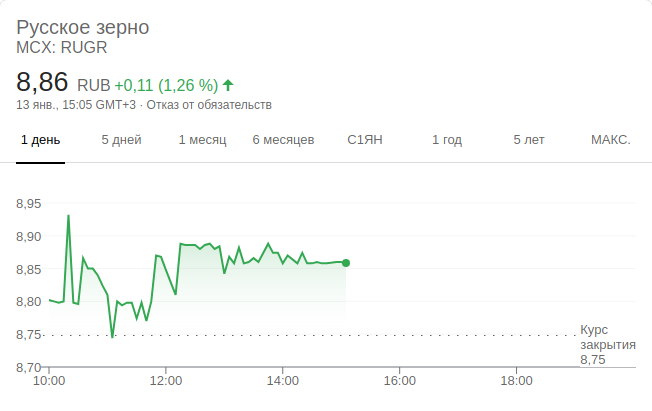 Русское зерно
MCX: RUGR
8,86 RUB +0,11 (1,26 %)
13 янв., 15:05 GMT+3 · Отказ от обязательств
1 день 5 дней 1 месяц 6 месяцев С1ЯН 1 год 5 лет МАКС.
8,95
8,90
8,85
8,80
8,75
8,70
Курс
закрытия
8,75
10:00 12:00 14:00 16:00 18:00